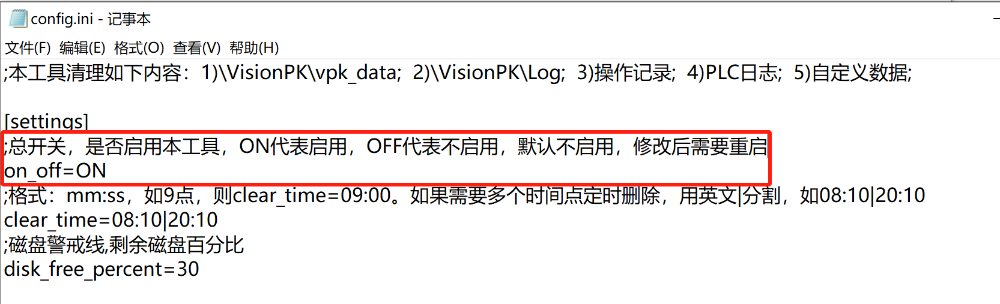 config.ini - 记事本
文件(F) 编辑(E) 格式(O) 查看(V) 帮助(H)
;本工具清理如下内容：1)\VisionPK\vpk_data; 2)\VisionPK\Log; 3)操作记录; 4)PLC日志; 5)自定义数据;
[settings]
;总开关，是否启用本工具，ON代表启用，OFF代表不启用，默认不启用，修改后需要重启
on_off=ON
;格式：mm:ss，如9点，则clear_time=09:00。如果需要多个时间点定时删除，用英文|分割，如08:10|20:10
clear_time=08:10|20:10
;磁盘警戒线,剩余磁盘百分比
disk_free_percent=30